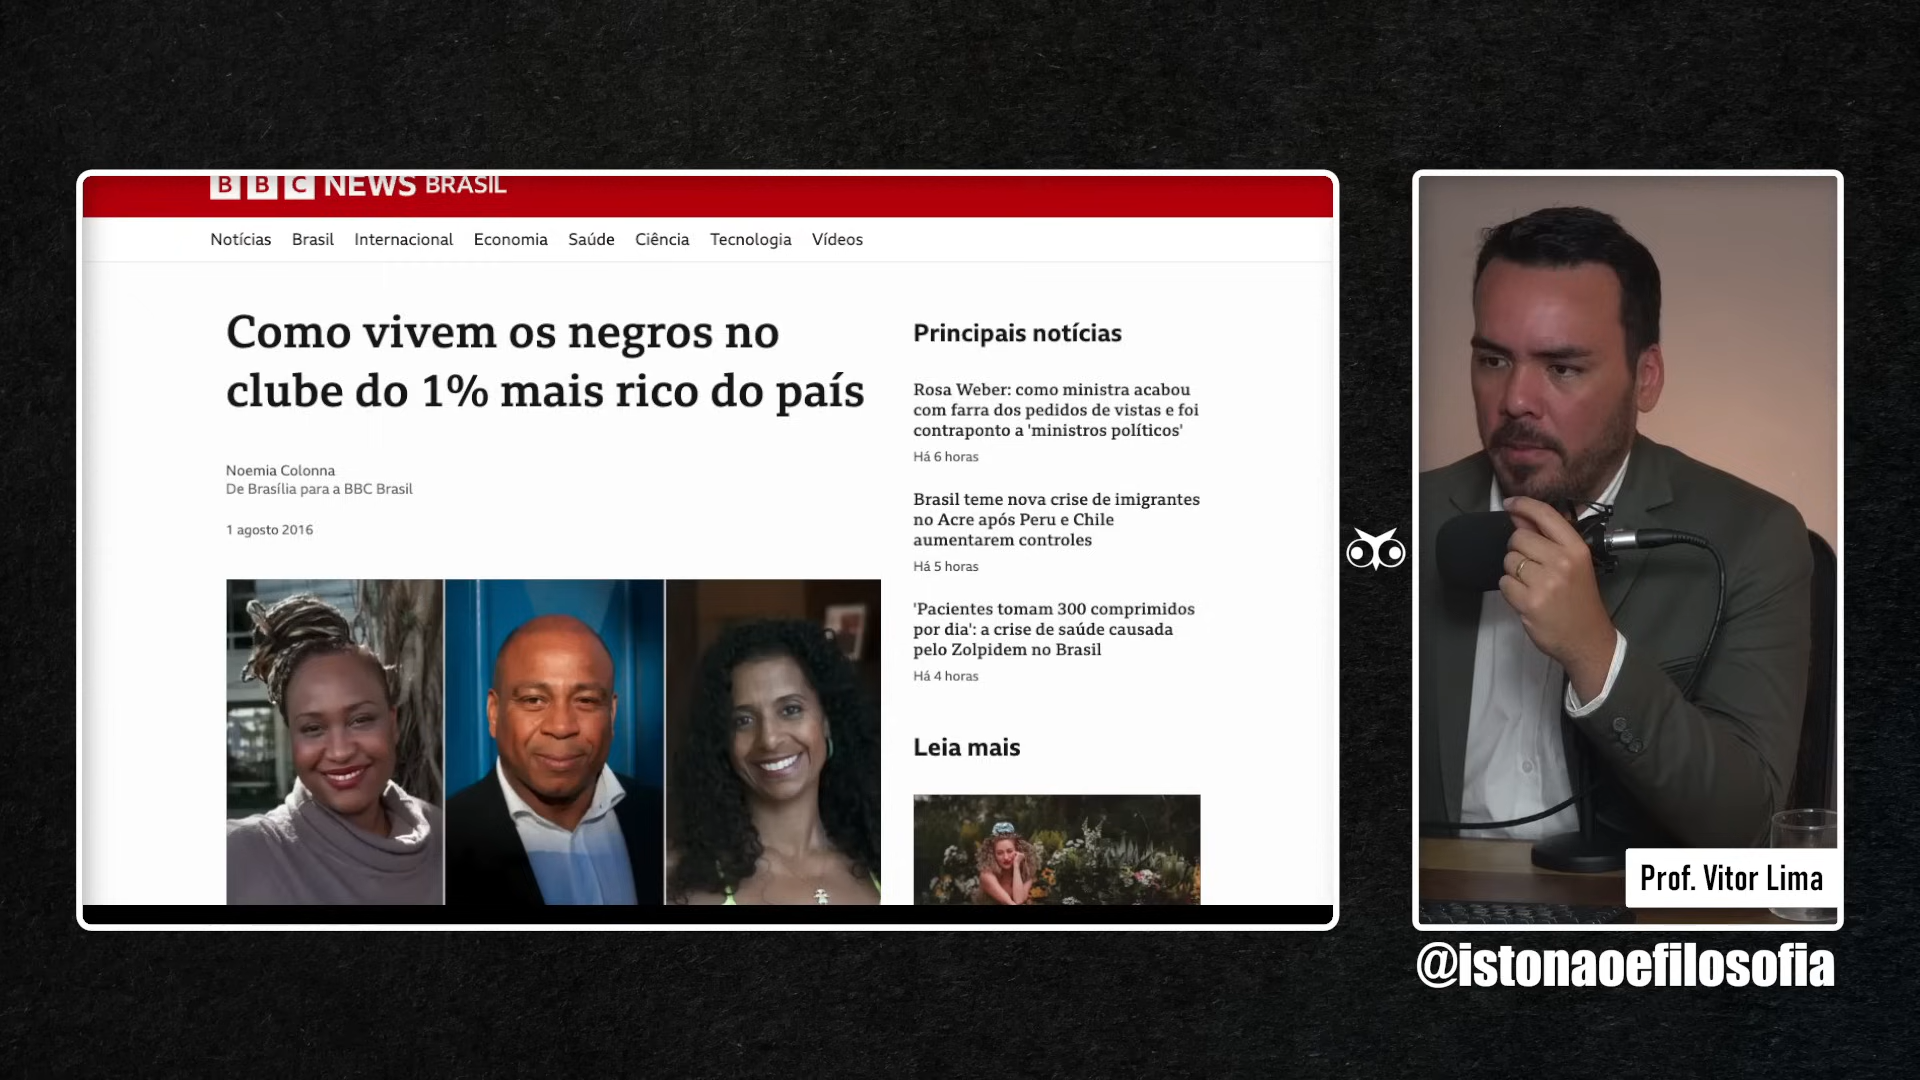 BBC NEWS BRASIL
Notícias Brasil Internacional Economia Saúde Ciência Tecnologia Vídeos
Como vivem os negros no
clube do 1% mais rico do país
Noemia Colonna
De Brasília para a BBC Brasil
1 agosto 2016
Principais notícias
Rosa Weber: como ministra acabou
com farra dos pedidos de vistas e foi
contraponto a 'ministros políticos'
Há 6 horas
Brasil teme nova crise de imigrantes
no Acre após Peru e Chile
aumentarem controles
Há 5 horas
'Pacientes tomam 300 comprimidos
por dia': a crise de saúde causada
pelo Zolpidem no Brasil
Há 4 horas
Leia mais
Prof. Vitor Lima
@istonaoefilosofia